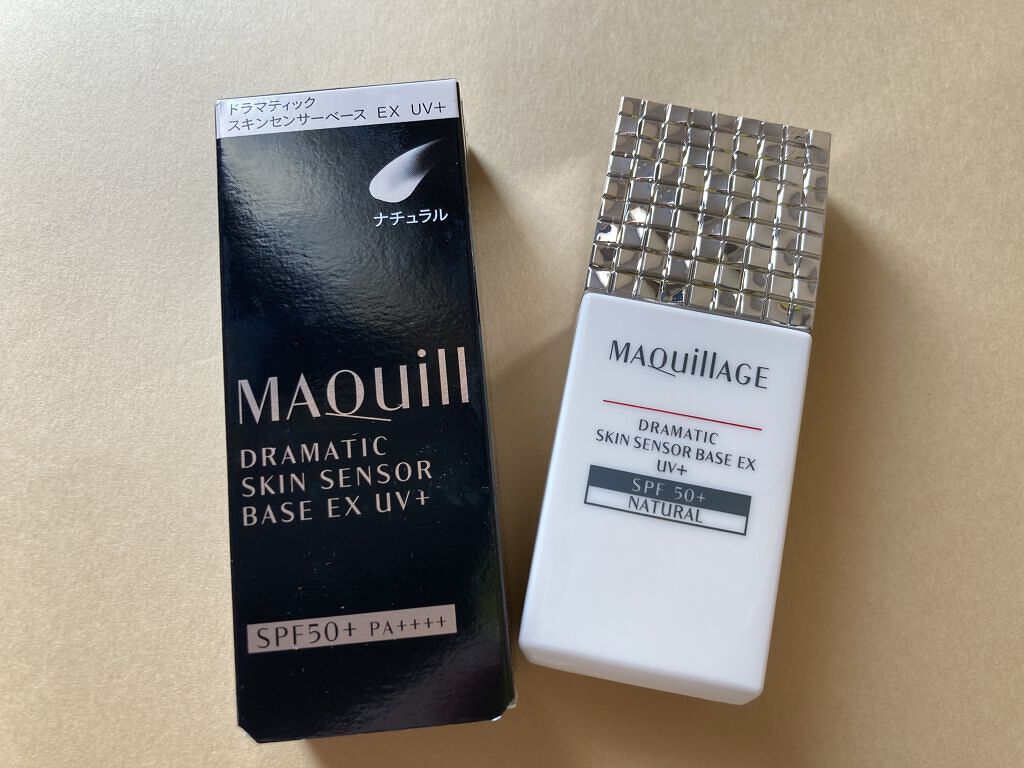 ドラマティック
スキンセンサーベース EX UV+
ナチュラル
MAQuill
DRAMATIC
SKIN SENSOR
BASE EX UV+
SPF50+ PA++++
MAQuillAGE
DRAMATIC
SKIN SENSOR BASE EX
UV+
SPF 50+
NATURAL